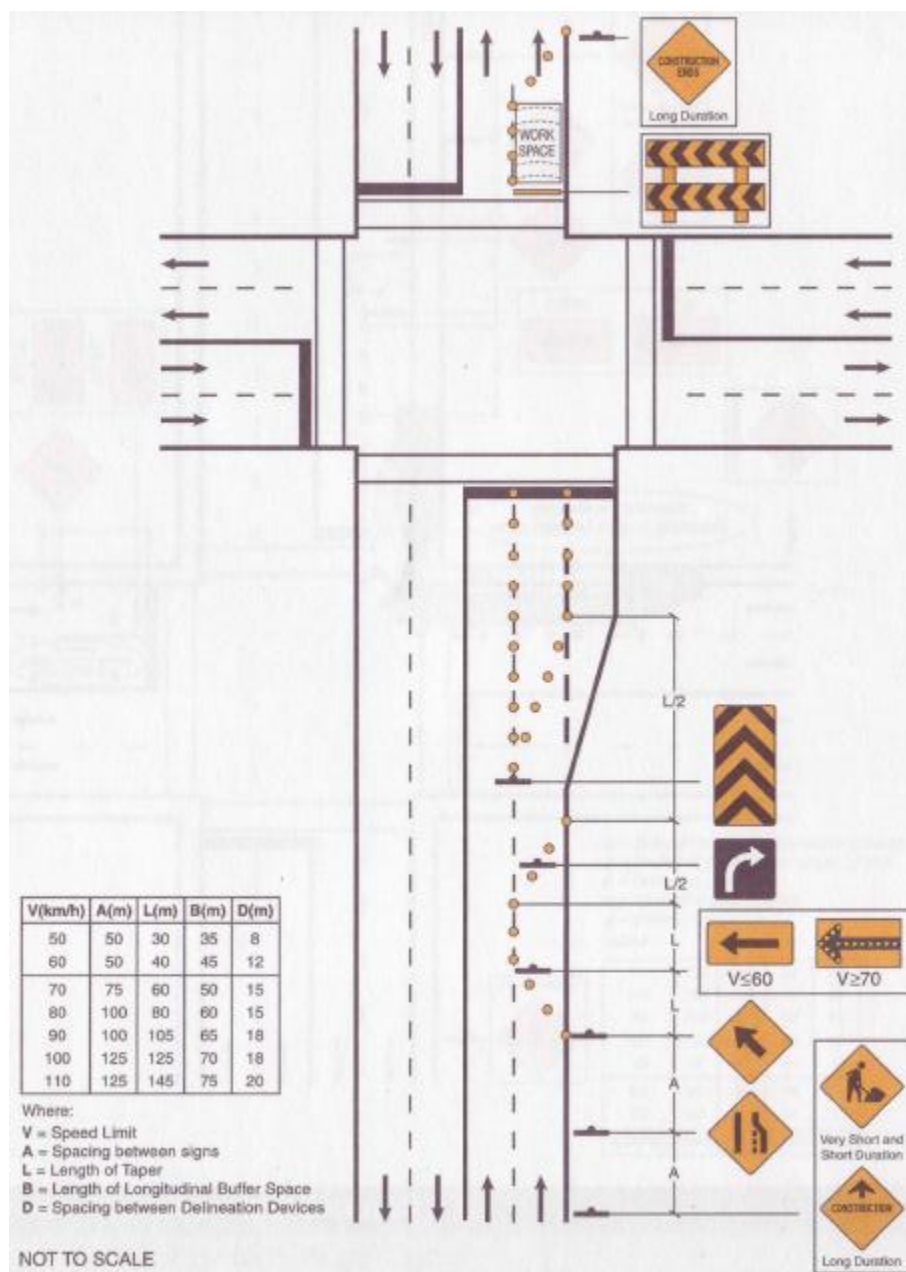 CONSTRUCTION
ENDS
Long Duration
WORK
SPACE
L/2
L/2
V(km/h) A(m) L(m) B(m) D(m)
50 50 30 35 8
60 50 40 45 12
70 75 60 50 15
80 100 80 60 15
90 100 105 65 18
100 125 125 70 18
110 125 145 75 20
L
V≤60 V≥70
L
A
Where:
V = Speed Limit
A = Spacing between signs
L = Length of Taper
B = Length of Longitudinal Buffer Space
D = Spacing between Delineation Devices
Very Short and
Short Duration
A
CONSTRUCTION
NOT TO SCALE
Long Duration